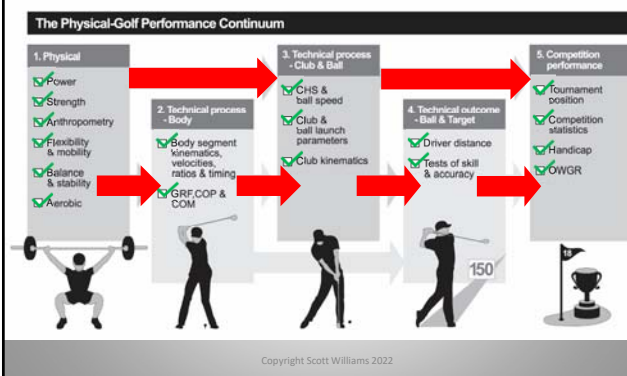 The Physical-Golf Performance Continuum
1. Physical
Power
Strength
Anthropometry
Flexibility
& mobility
Balance
& stability
Aerobic
2. Technical process
- Body
Body segment
kinematics,
velocities,
ratios & timing
GRF,COP &
COM
3. Technical process
- Club & Ball
CHS &
ball speed
Club &
ball launch
parameters
Club kinematics
4. Technical outcome
- Ball & Target
Driver distance
Tests of skill
& accuracy
150
5. Competition
performance
Tournament
position
Competition
statistics
Handicap
OWGR
18
Copyright Scott Williams 2022